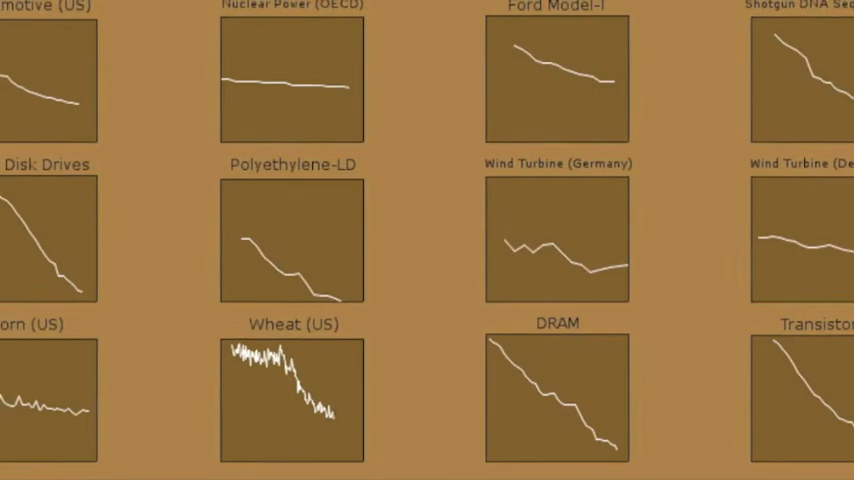 motive (US)
Nuclear Power (OECD)
Ford Model-T
Shotgun DNA Seq
Disk Drives
Polyethylene-LD
Wind Turbine (Germany)
Wind Turbine (De
orn (US)
Wheat (US)
DRAM
Transistor